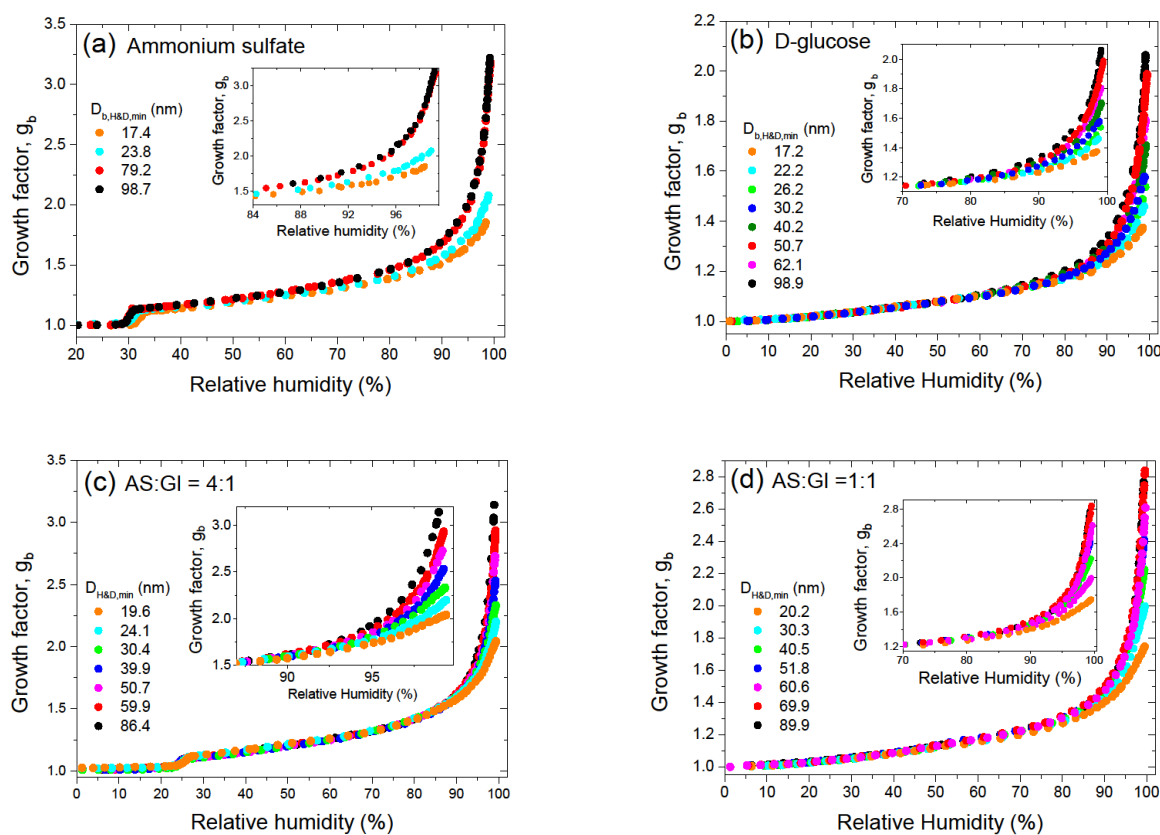 (a) Ammonium sulfate
3.5
3.0
2.5
2.0
1.5
1.0
Growth factor, g_b
D_b,H&D,min (nm)
17.4
23.8
79.2
98.7
3.0
2.5
2.0
1.5
Growth factor, g_b
84 88 92 96
Relative humidity (%)
20 30 40 50 60 70 80 90 100
Relative humidity (%)
(b) D-glucose
2.2
2.0
1.8
1.6
1.4
1.2
1.0
Growth factor, g_b
D_b,H&D,min (nm)
17.2
22.2
26.2
30.2
40.2
50.7
62.1
98.9
2.0
1.8
1.6
1.4
1.2
Growth factor, g_b
70 80 90 100
Relative Humidity (%)
0 10 20 30 40 50 60 70 80 90 100
Relative Humidity (%)
(c) AS:Gl = 4:1
3.5
3.0
2.5
2.0
1.5
1.0
Growth factor, g_b
D_H&D,min (nm)
19.6
24.1
30.4
39.9
50.7
59.9
86.4
3.0
2.5
2.0
1.5
Growth factor, g_b
90 95
Relative Humidity (%)
0 10 20 30 40 50 60 70 80 90 100
Relative humidity (%)
(d) AS:Gl =1:1
2.8
2.6
2.4
2.2
2.0
1.8
1.6
1.4
1.2
1.0
Growth factor, g_b
D_H&D,min (nm)
20.2
30.3
40.5
51.8
60.6
69.9
89.9
2.8
2.4
2.0
1.6
1.2
Growth factor, g_b
70 80 90 100
Relative Humidity (%)
0 10 20 30 40 50 60 70 80 90 100
Relative humidity (%)